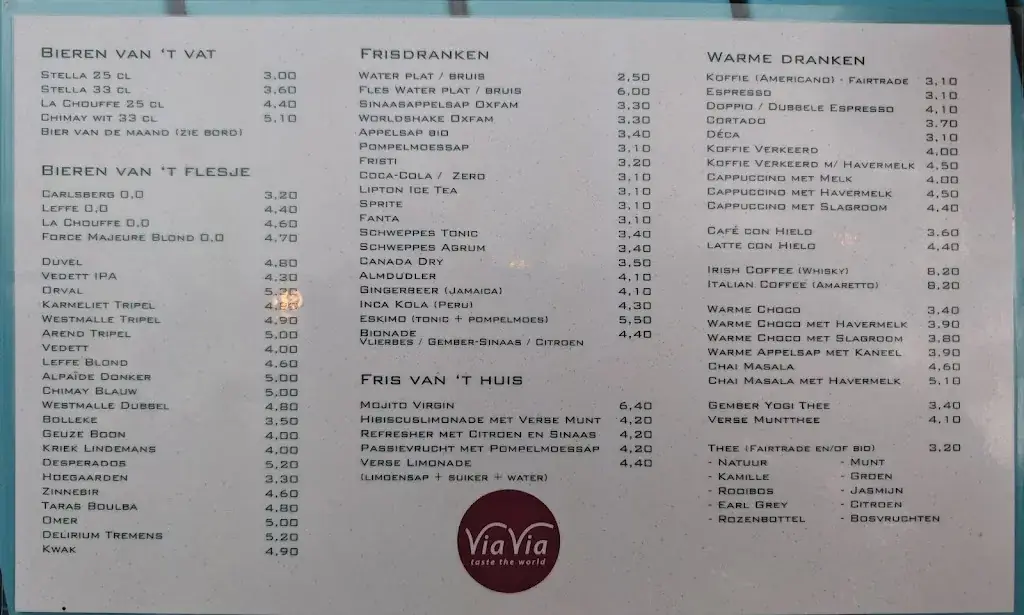 BIEREN VAN 'T VAT
STELLA 25 CL 3,00
STELLA 33 CL 3,60
LA CHOUFFE 25 CL 4,40
CHIMAY WIT 33 CL 5,10
BIER VAN DE MAAND (ZIE BORD)
BIEREN VAN 'T FLESJE
CARLSBERG 0,0 3,20
LEFFE 0,0 4,40
LA CHOUFFE 0,0 4,60
FORCE MAJEURE BLOND 0,0 4,70
DUVEL 4,80
VEDETT IPA 4,30
ORVAL
KARMELIET TRIPEL
WESTMALLE TRIPEL 4,90
AREND TRIPEL 5,00
VEDETT 4,00
LEFFE BLOND 4,60
ALPAÏDE DONKER 5,00
CHIMAY BLAUW 5,00
WESTMALLE DUBBEL 4,80
BOLLEKE 3,50
GEUZE BOON 4,00
KRIEK LINDEMANS 4,00
DESPERADOS 5,20
HOEGAARDEN 3,30
ZINNEBIR 4,60
TARAS BOULBA 4,80
OMER 5,00
DELIRIUM TREMENS 5,20
KWAK 4,90
FRISDRANKEN
WATER PLAT / BRUIS 2,50
FLES WATER PLAT / BRUIS 6,00
SINAASAPPELSAP OXFAM 3,30
WORLDSHAKE OXFAM 3,30
APPELSAP BIO 3,40
POMPELMOESSAP 3,10
FRISTI 3,20
COCA-COLA / ZERO 3,10
LIPTON ICE TEA 3,10
SPRITE 3,10
FANTA 3,10
SCHWEPPES TONIC 3,40
SCHWEPPES AGRUM 3,40
CANADA DRY 3,50
ALMDUDLER 4,10
GINGERBEER (JAMAICA) 4,10
INCA KOLA (PERU) 4,30
ESKIMO (TONIC + POMPELMOES) 5,50
BIONADE 4,40
VLIERBES / GEMBER-SINAAS / CITROEN
FRIS VAN 'T HUIS
MOJITO VIRGIN 6,40
HIBISCUSLIMONADE MET VERSE MUNT 4,20
REFRESHER MET CITROEN EN SINAAS 4,20
PASSIEVRUCHT MET POMPELMOESSAP 4,20
VERSE LIMONADE 4,40
(LIMOENSAP + SUIKER + WATER)
ViaVia
taste the world
WARME DRANKEN
KOFFIE (AMERICANO) - FAIRTRADE 3,10
ESPRESSO 3,10
DOPPIO / DUBBELE ESPRESSO 4,10
CORTADO 3,70
DÉCA 3,10
KOFFIE VERKEERD 4,00
KOFFIE VERKEERD M/ HAVERMELK 4,50
CAPPUCCINO MET MELK 4,00
CAPPUCCINO MET HAVERMELK 4,50
CAPPUCCINO MET SLAGROOM 4,40
CAFÉ CON HIELO 3,60
LATTE CON HIELO 4,40
IRISH COFFEE (WHISKY) 8,20
ITALIAN COFFEE (AMARETTO) 8,20
WARME CHOCO 3,40
WARME CHOCO MET HAVERMELK 3,90
WARME CHOCO MET SLAGROOM 3,80
WARME APPELSAP MET KANEEL 3,90
CHAI MASALA 4,60
CHAI MASALA MET HAVERMELK 5,10
GEMBER YOGI THEE 3,40
VERSE MUNTTHEE 4,10
THEE (FAIRTRADE EN/OF BIO) 3,20
- NATUUR - MUNT
- KAMILLE - GROEN
- ROOIBOS - JASMIJN
- EARL GREY - CITROEN
- ROZENBOTTEL - BOSVRUCHTEN